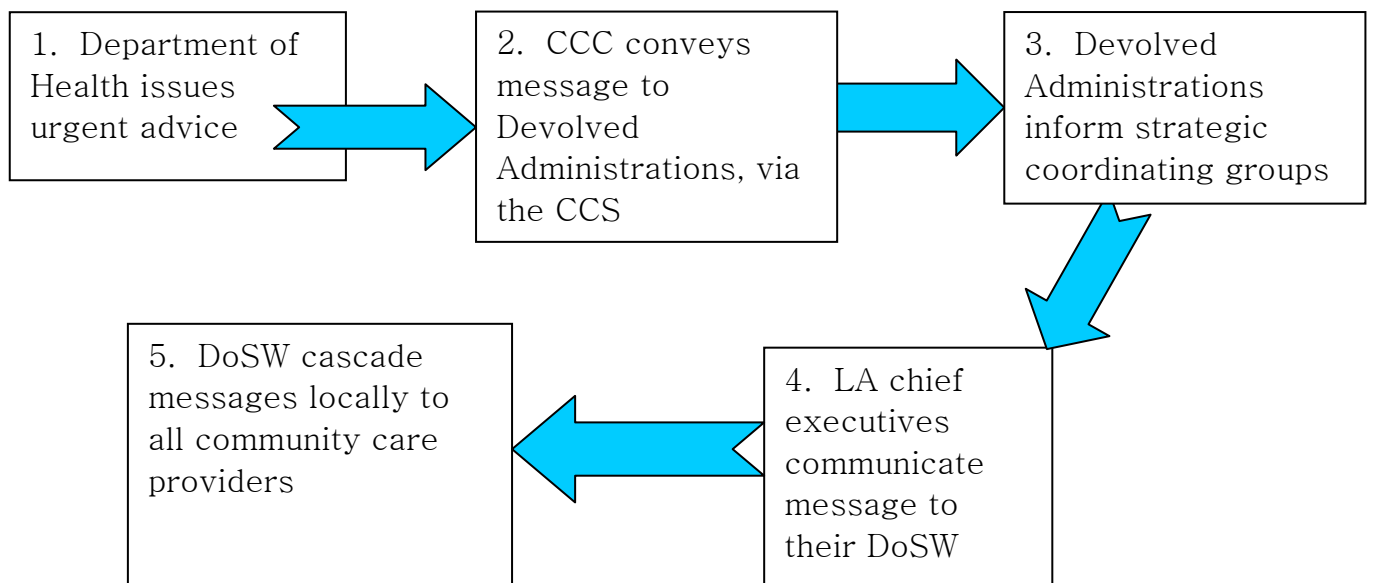 1. Department of
Health issues
urgent advice
2. CCC conveys
message to
Devolved
Administrations, via
the CCS
3. Devolved
Administrations
inform strategic
coordinating groups
4. LA chief
executives
communicate
message to
their DoSW
5. DoSW cascade
messages locally to
all community care
providers